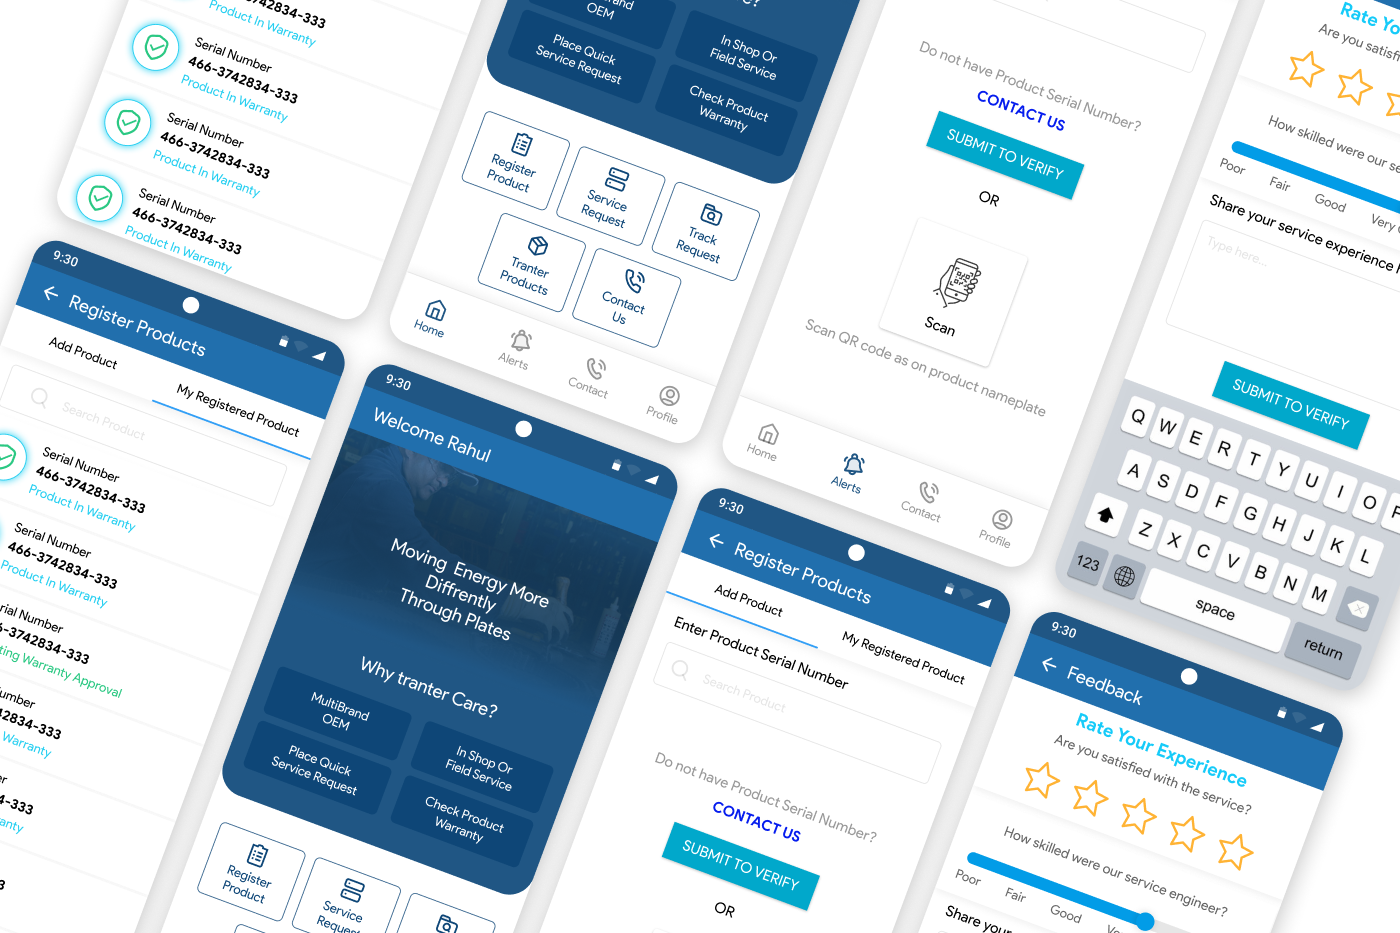 3742834-333
Product In Warranty
Serial Number
466-3742834-333
Product In Warranty
Serial Number
466-3742834-333
Product In Warranty
Serial Number
466-3742834-333
Product In Warranty
OEM
In Shop Or
Field Service
Place Quick
Service Request
Check Product
Warranty
Register
Product
Service
Request
Track
Request
Tranter
Products
Contact
Us
Home
Alerts
Contact
Profile
Do not have Product Serial Number?
CONTACT US
SUBMIT TO VERIFY
OR
Scan
Scan QR code as on product nameplate
Home
Alerts
Contact
Profile
Rate Yo
Are you satisfi
How skilled were our se
Poor
Fair
Good
Very
Share your service experience
Type here...
SUBMIT TO VERIFY
Q W E R T Y U I O
A S D F G H J K L
Z X C V B N M
123
space
return
9:30
Register Products
Add Product
My Registered Product
Search Product
Serial Number
466-3742834-333
Product In Warranty
Serial Number
466-3742834-333
Product In Warranty
rial Number
6-3742834-333
ting Warranty Approval
umber
742834-333
Warranty
er
34-333
anty
9:30
Welcome Rahul
Moving Energy More
Diffrently
Through Plates
Why tranter Care?
MultiBrand
OEM
In Shop Or
Field Service
Place Quick
Service Request
Check Product
Warranty
Register
Product
Service
Request
9:30
Register Products
Add Product
My Registered Product
Enter Product Serial Number
Search Product
Do not have Product Serial Number?
CONTACT US
SUBMIT TO VERIFY
OR
9:30
Feedback
Rate Your Experience
Are you satisfied with the service?
How skilled were our service engineer?
Poor
Fair
Good
Ve
Share your